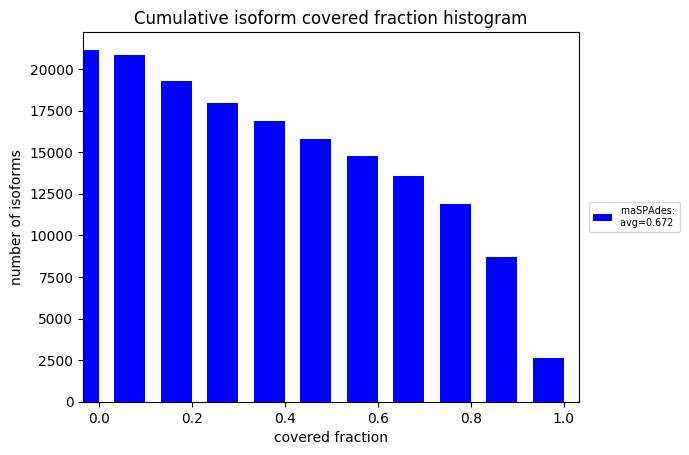 Cumulative isoform covered fraction histogram
number of isoforms
20000
17500
15000
12500
10000
7500
5000
2500
0
0.0 0.2 0.4 0.6 0.8 1.0
covered fraction
rnaSPAdes:
avg=0.672